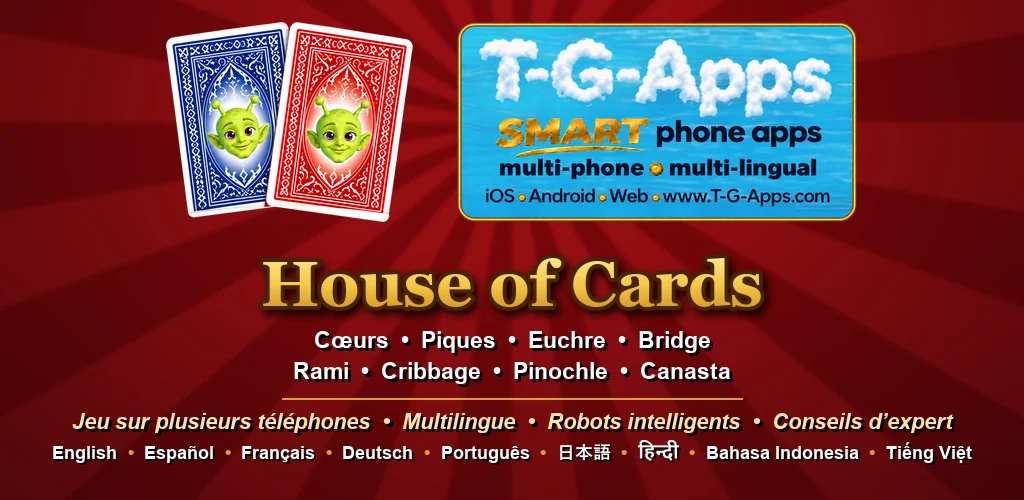 T-G-Apps
SMART phone apps
multi-phone • multi-lingual
iOS • Android • Web • www.T-G-Apps.com
House of Cards
Cœurs • Piques • Euchre • Bridge
Rami • Cribbage • Pinochle • Canasta
Jeu sur plusieurs téléphones • Multilingue • Robots intelligents • Conseils d’expert
English • Español • Français • Deutsch • Português • 日本語 • हिन्दी • Bahasa Indonesia • Tiếng Việt